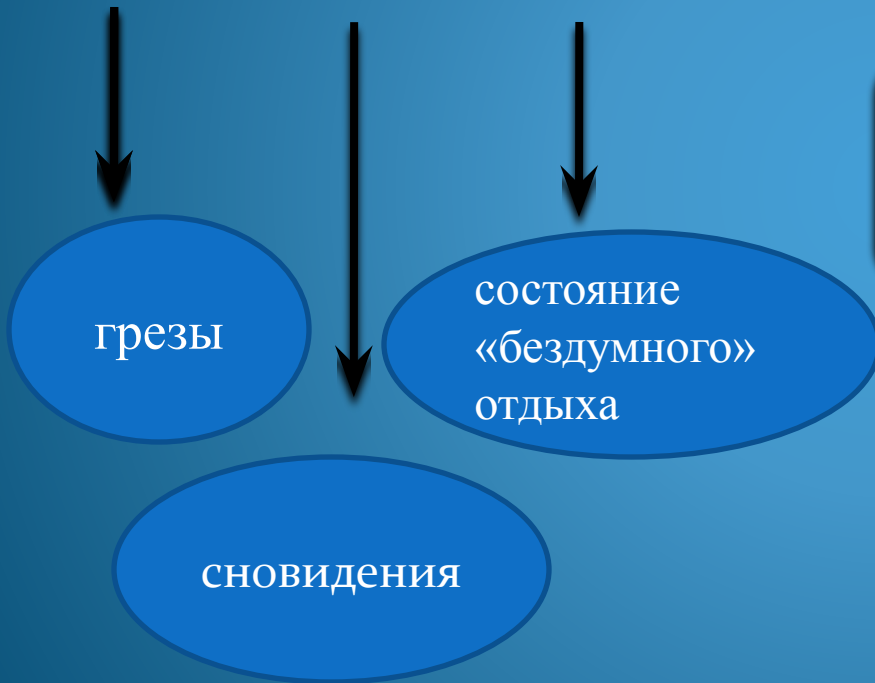 грезы
состояние
«бездумного»
отдыха
сновидения